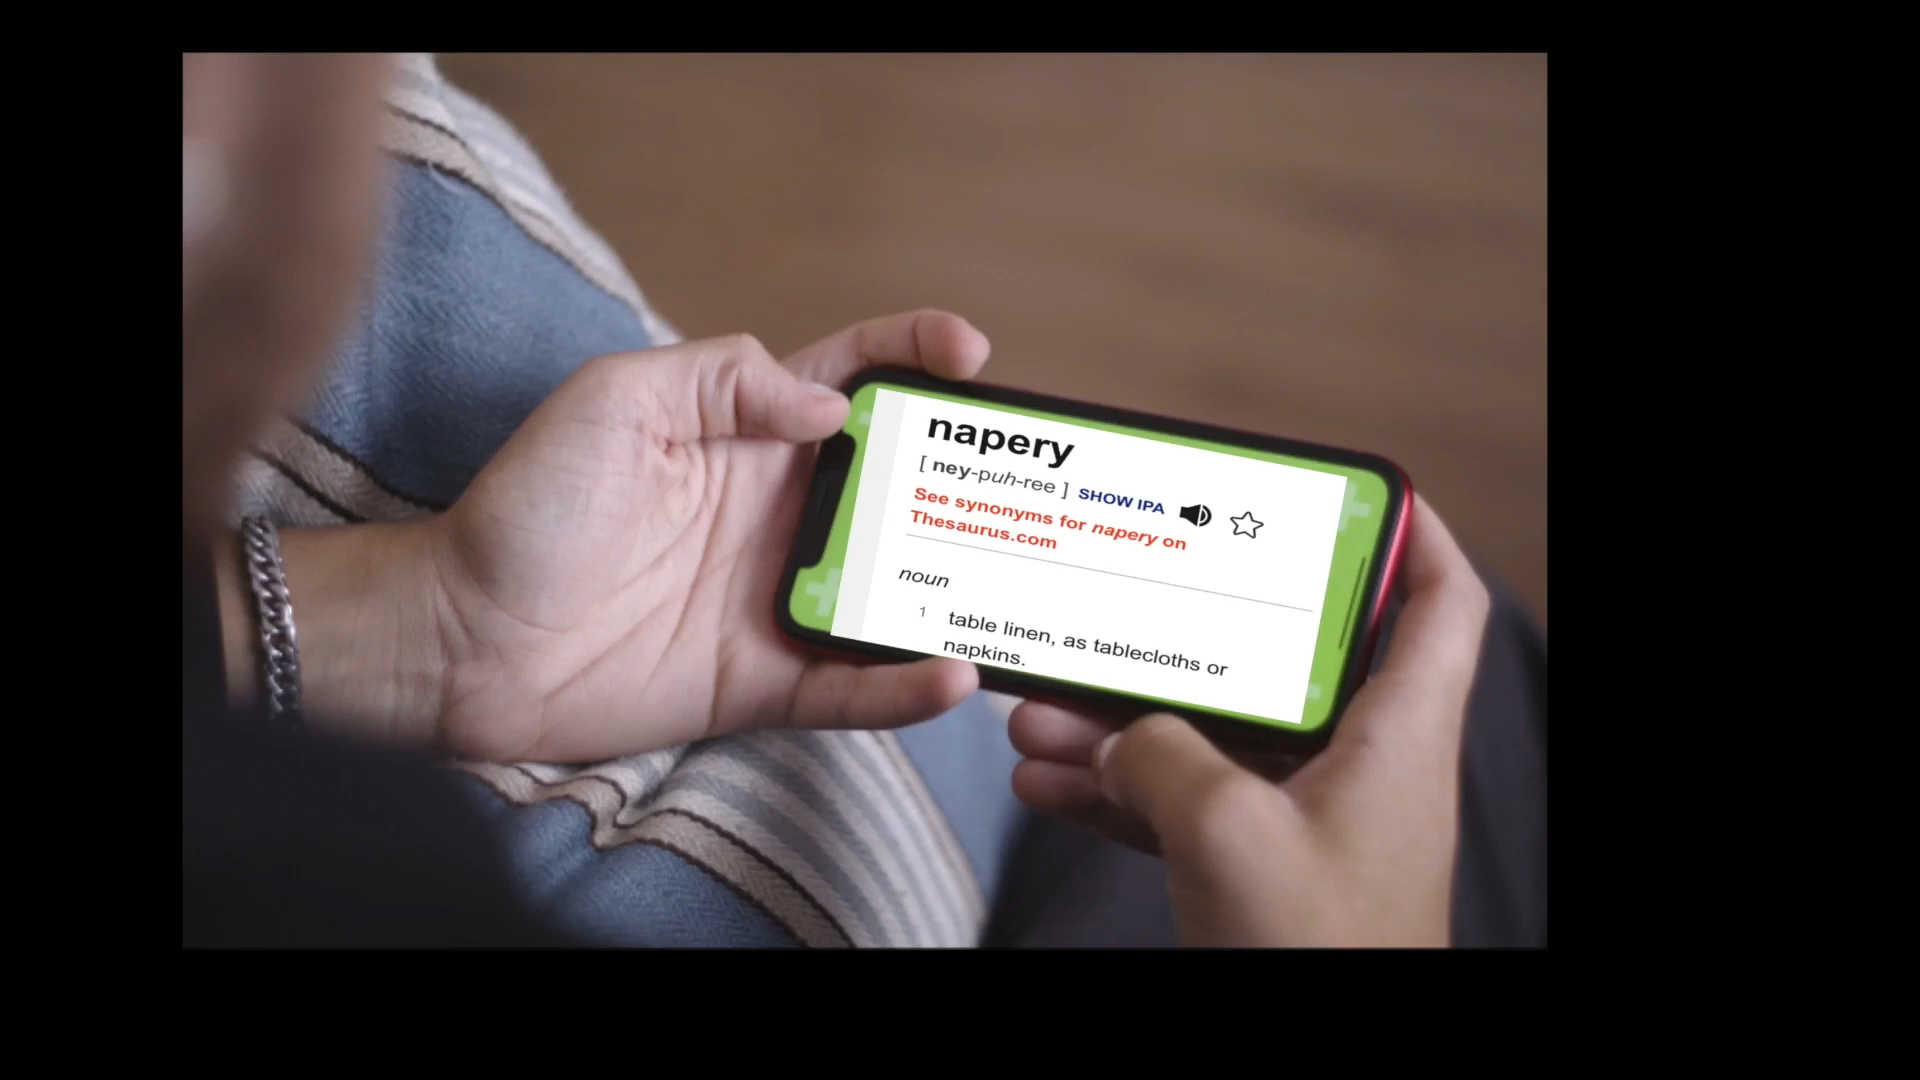 napery
[ ney-puh-ree ] SHOW IPA
See synonyms for napery on
Thesaurus.com
noun
1 table linen, as tablecloths or
napkins.